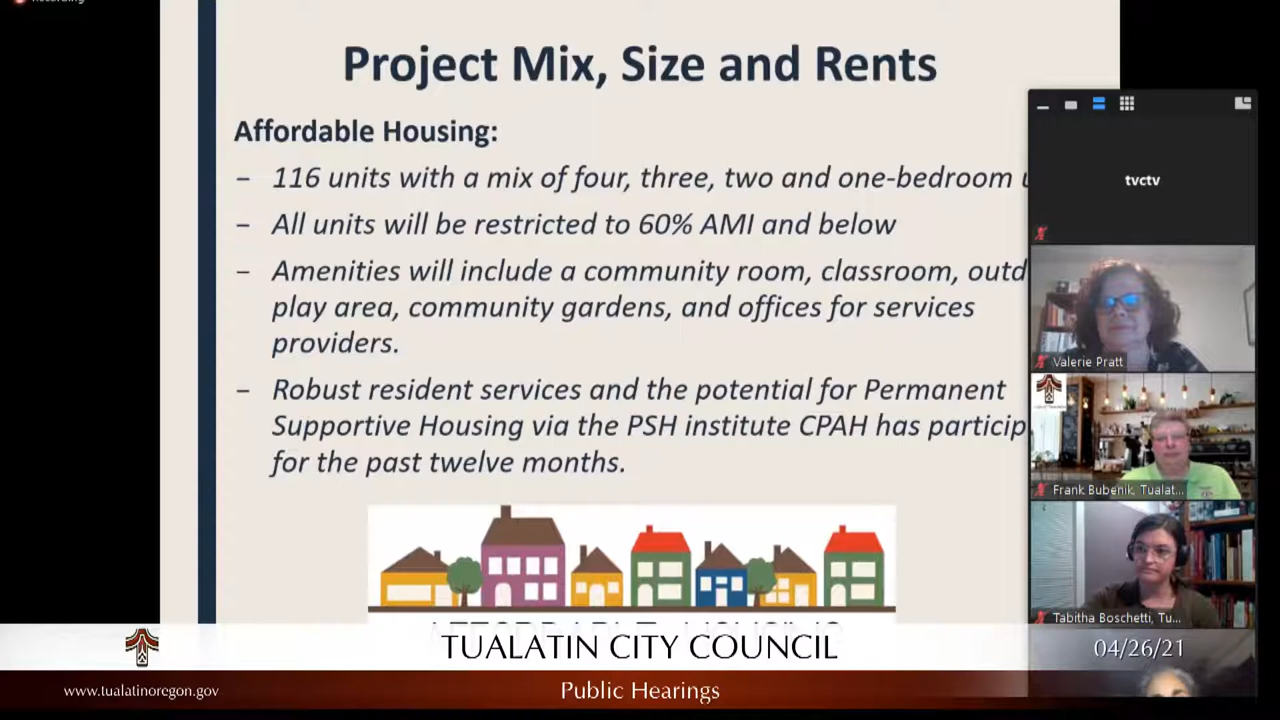 Recording
Project Mix, Size and Rents
Affordable Housing:
– 116 units with a mix of four, three, two and one-bedroom
– All units will be restricted to 60% AMI and below
– Amenities will include a community room, classroom,
play area, community gardens, and offices for services
providers.
– Robust resident services and the potential for Permanent
Supportive Housing via the PSH institute CPAH has
for the past twelve months.
tvctv
Valerie Pratt
Frank Bubenik, Tualat...
Tabitha Boschetti, Tu...
TUALATIN CITY COUNCIL
04/26/21
www.tualatinoregon.gov
Public Hearings